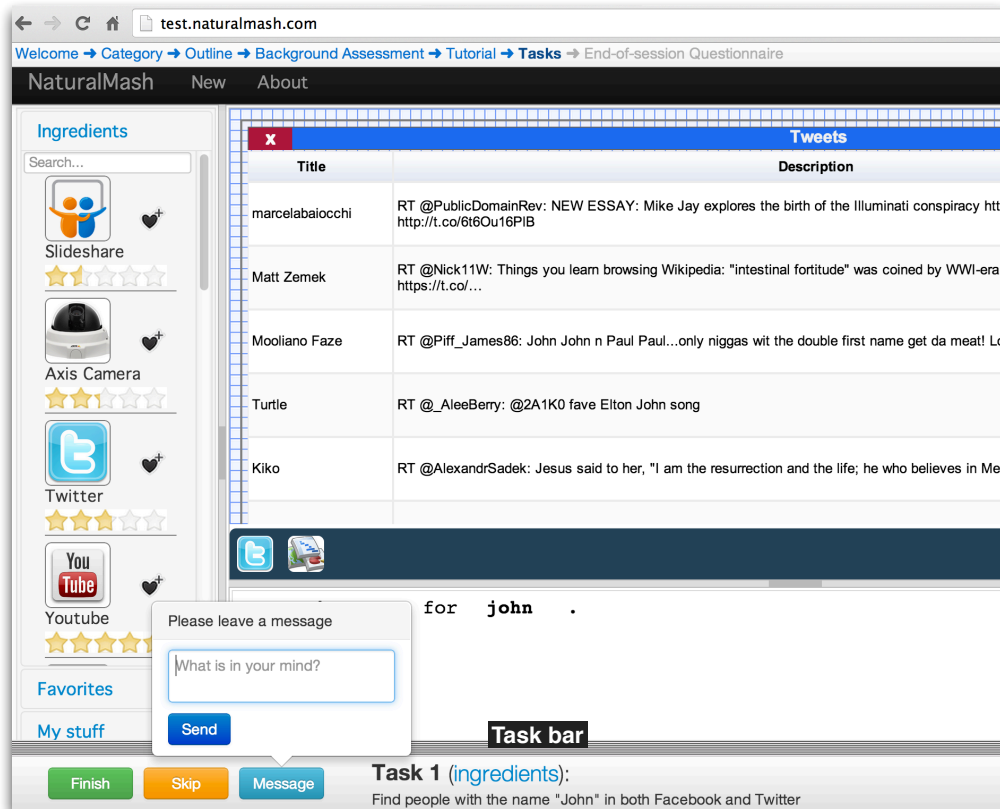 test.naturalmash.com
Welcome ➔ Category ➔ Outline ➔ Background Assessment ➔ Tutorial ➔ Tasks ➔ End-of-session Questionnaire
NaturalMash New About
Ingredients
Search...
Slideshare
Axis Camera
Twitter
You
Tube
Youtube
Favorites
My stuff
x Tweets
Title Description
marcelabaiocchi
RT @PublicDomainRev: NEW ESSAY: Mike Jay explores the birth of the Illuminati conspiracy htt
http://t.co/6t6Ou16PlB
Matt Zemek
RT @Nick11W: Things you learn browsing Wikipedia: "intestinal fortitude" was coined by WWI-era
https://t.co/…
Mooliano Faze
RT @Piff_James86: John John n Paul Paul...only niggas wit the double first name get da meat! Lo
Turtle
RT @_AleeBerry: @2A1K0 fave Elton John song
Kiko
RT @AlexandrSadek: Jesus said to her, "I am the resurrection and the life; he who believes in Me
for john .
Please leave a message
What is in your mind?
Send
Task bar
Finish Skip Message
Task 1 (ingredients):
Find people with the name "John" in both Facebook and Twitter